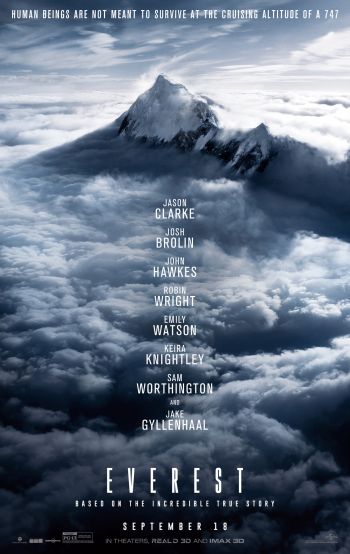 HUMAN BEINGS ARE NOT MEANT TO SURVIVE AT THE CRUISING ALTITUDE OF A 747
JASON
CLARKE
JOSH
BROLIN
JOHN
HAWKES
ROBIN
WRIGHT
EMILY
WATSON
KEIRA
KNIGHTLEY
SAM
WORTHINGTON
AND
JAKE
GYLLENHAAL
EVEREST
BASED ON THE INCREDIBLE TRUE STORY
SEPTEMBER 18
PG-13
IN THEATERS, REAL D 3D AND IMAX 3D